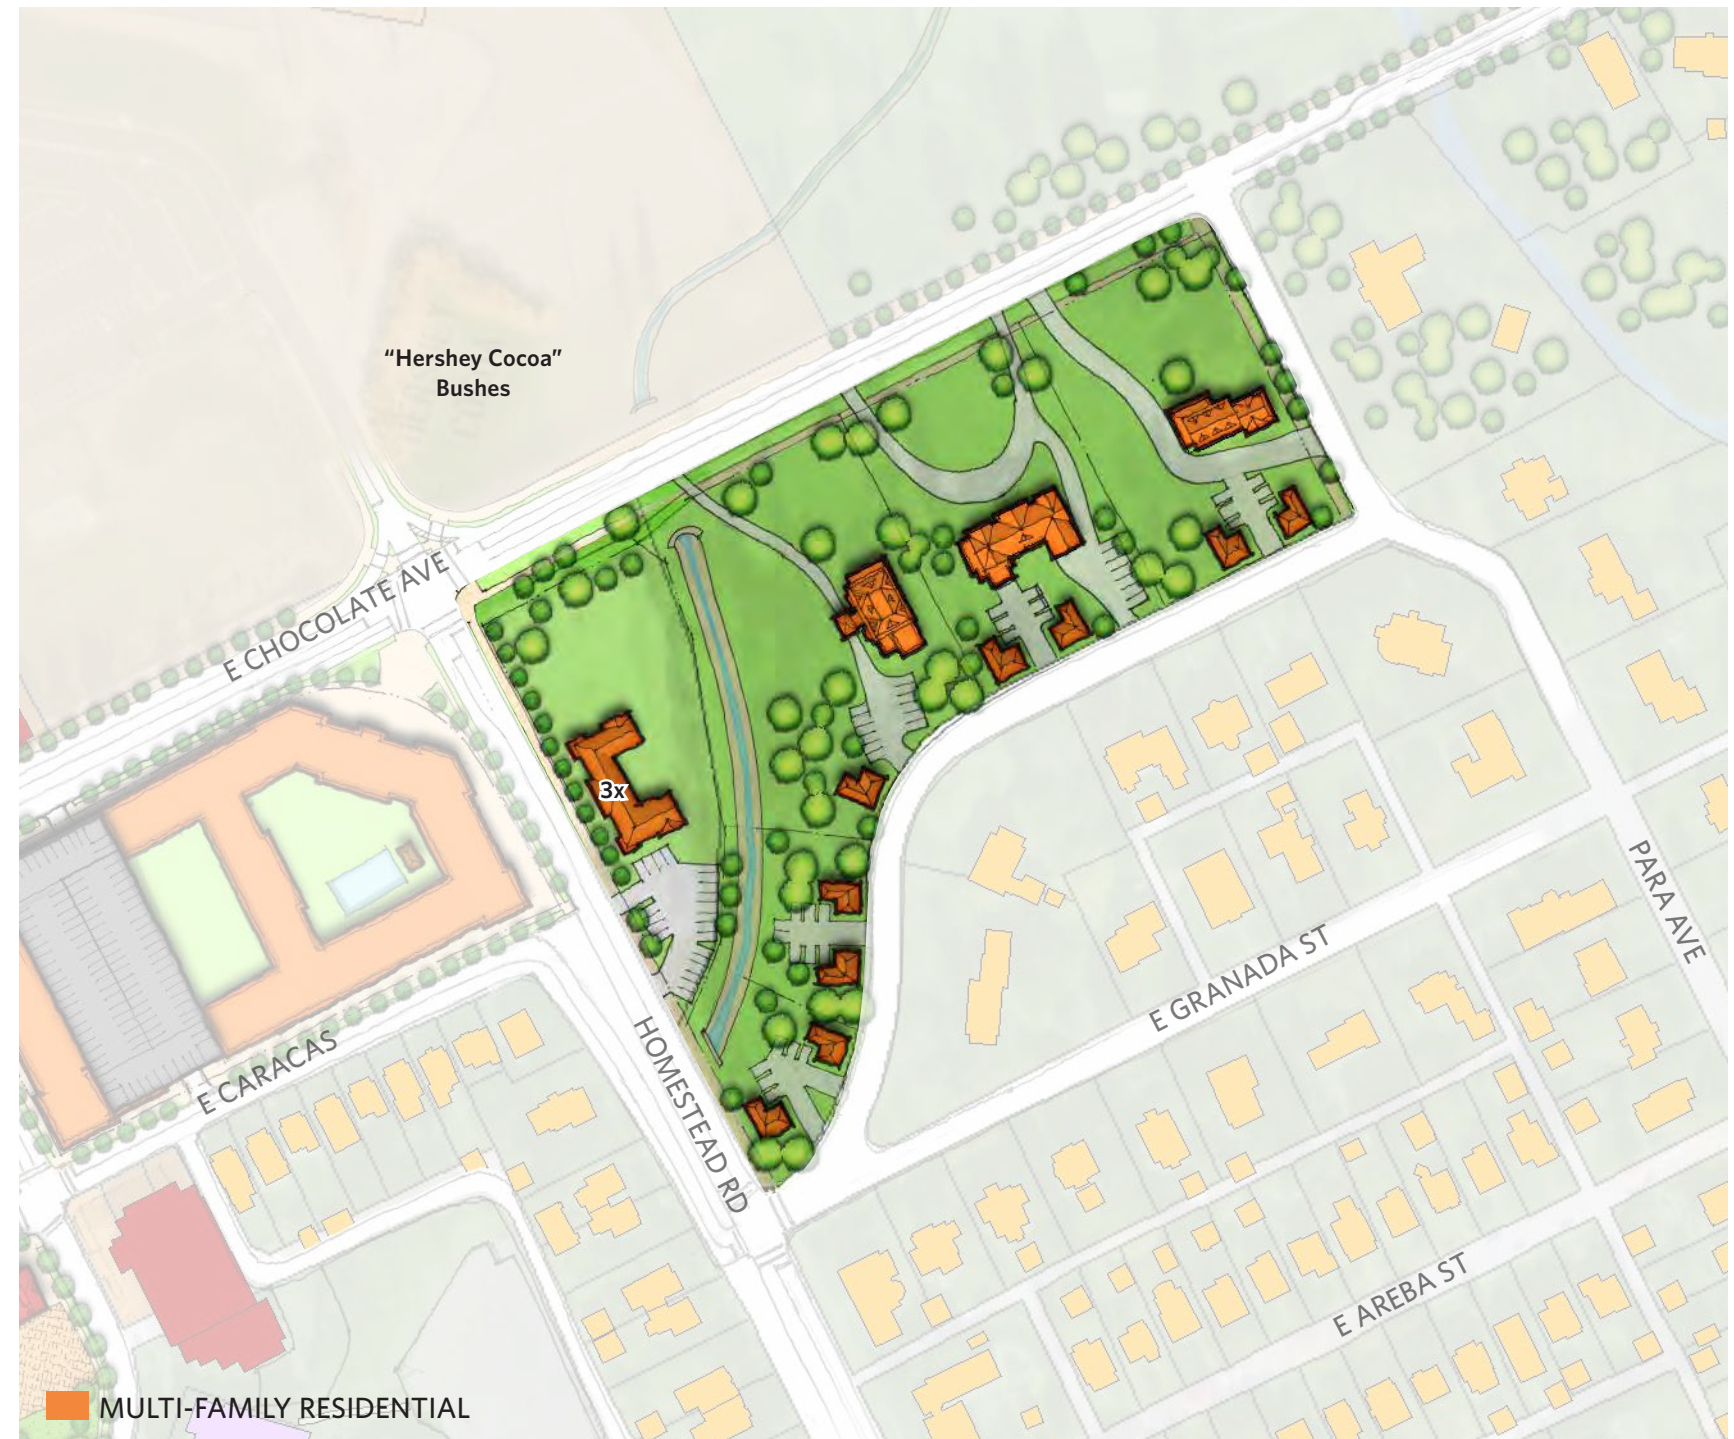 “Hershey Cocoa”
Bushes
E CHOCOLATE AVE
3x
PARA AVE
E GRANADA ST
E CARACAS
HOMESTEAD RD
E AREBA ST
MULTI-FAMILY RESIDENTIAL